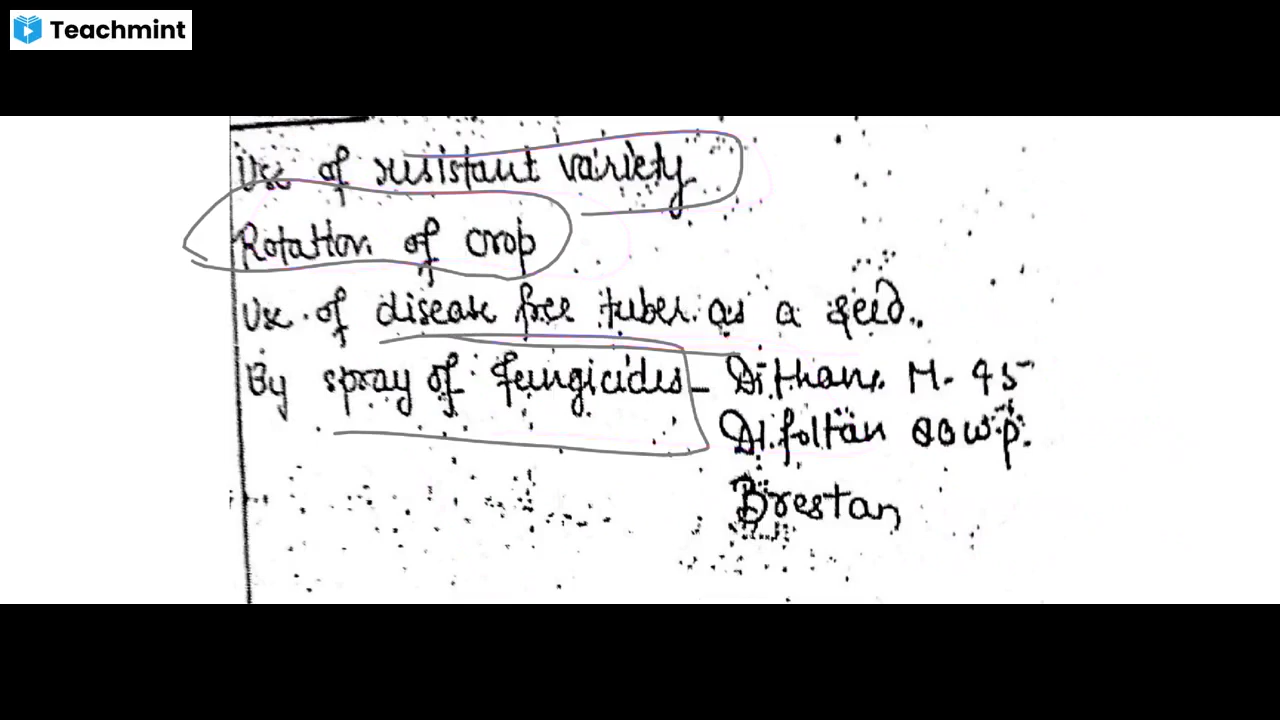 Teachmint
Use of resistant variety
Rotation of crop
Use of disease free tuber as a seed.
By spray of fungicides - Dithane M-45
Difoltan 80 W.P.
Brestan